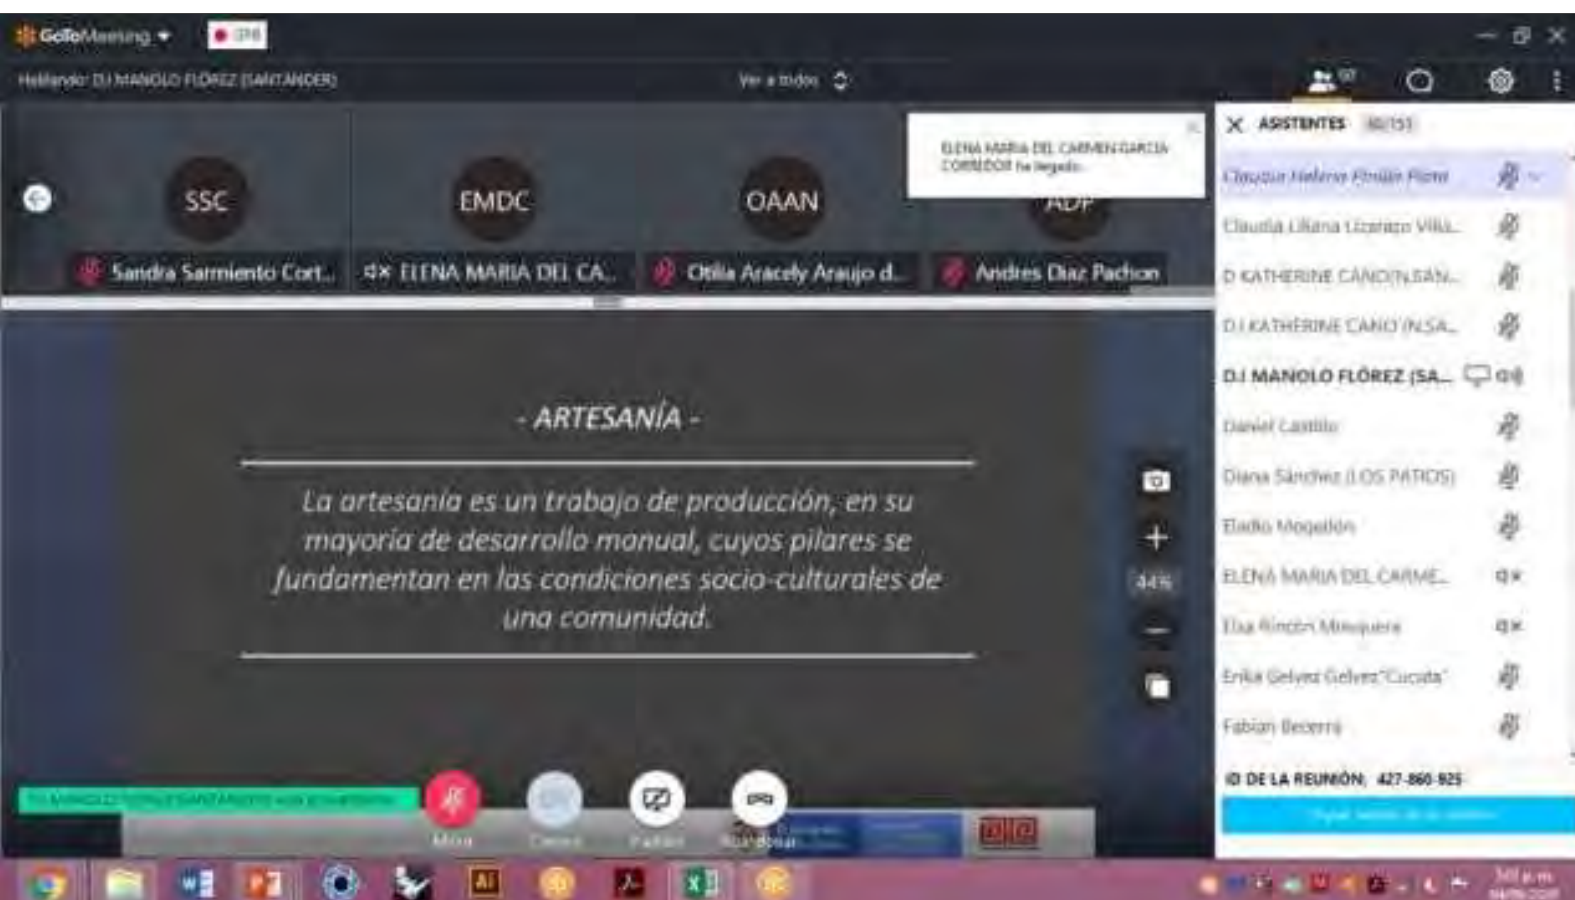 GoToMeeting
Hablando: D.I MANOLO FLÓREZ (SANTANDER)
Ver a todos
ELENA MARIA DEL CARMEN GARCIA
CORREDOR ha llegado.
SSC
EMDC
OAAN
ADP
Sandra Sarmiento Cort...
ELENA MARIA DEL CA...
Otilia Aracely Araujo d...
Andres Diaz Pachon
- ARTESANÍA -
La artesanía es un trabajo de producción, en su
mayoría de desarrollo manual, cuyos pilares se
fundamentan en las condiciones socio-culturales de
una comunidad.
44%
ASISTENTES
Claudia Liliana Lizarazo Villa...
D KATHERINE CANO(N.SAN...
D.I KATHERINE CANO (N.SA...
D.I MANOLO FLÓREZ (SA...
Daniel Castillo
Diana Sánchez (LOS PATIOS)
Eladio Mogollón
ELENA MARIA DEL CARME...
Elsa Rincón Mosquera
Erika Gelvez Gelvez"Cucuta"
Fabian Becerra
ID DE LA REUNIÓN: 427-860-925
Ai